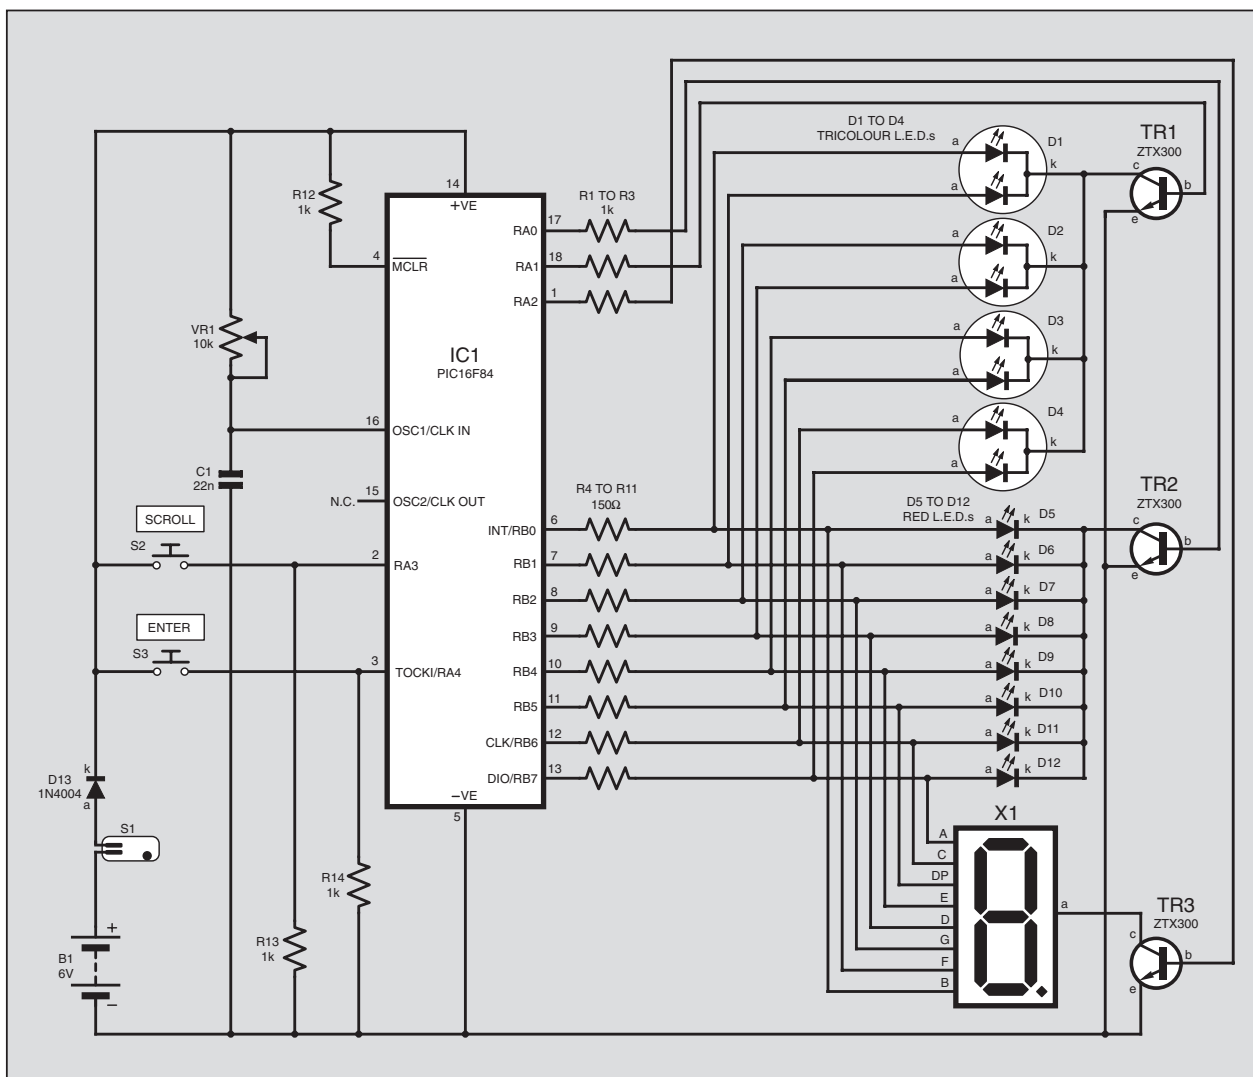 D1 TO D4
TRICOLOUR L.E.D.s
a
D1
k
a
TR1
ZTX300
c
b
e
14
+VE
R12
1k
R1 TO R3
1k
17
RA0
4
MCLR
18
RA1
1
RA2
a
D2
k
a
VR1
10k
IC1
PIC16F84
a
D3
k
a
16
OSC1/CLK IN
a
D4
k
a
C1
22n
N.C.
15
OSC2/CLK OUT
R4 TO R11
150Ω
D5 TO D12
RED L.E.D.s
TR2
ZTX300
c
b
e
SCROLL
S2
2
RA3
ENTER
S3
3
TOCKI/RA4
INT/RB0
6
a
k
D5
RB1
7
a
k
D6
RB2
8
a
k
D7
RB3
9
a
k
D8
RB4
10
a
k
D9
RB5
11
a
k
D10
CLK/RB6
12
a
k
D11
DIO/RB7
13
a
k
D12
−VE
5
k
D13
1N4004
a
S1
X1
A
C
DP
E
D
G
F
B
a
TR3
ZTX300
c
b
e
R14
1k
R13
1k
+
B1
6V
−